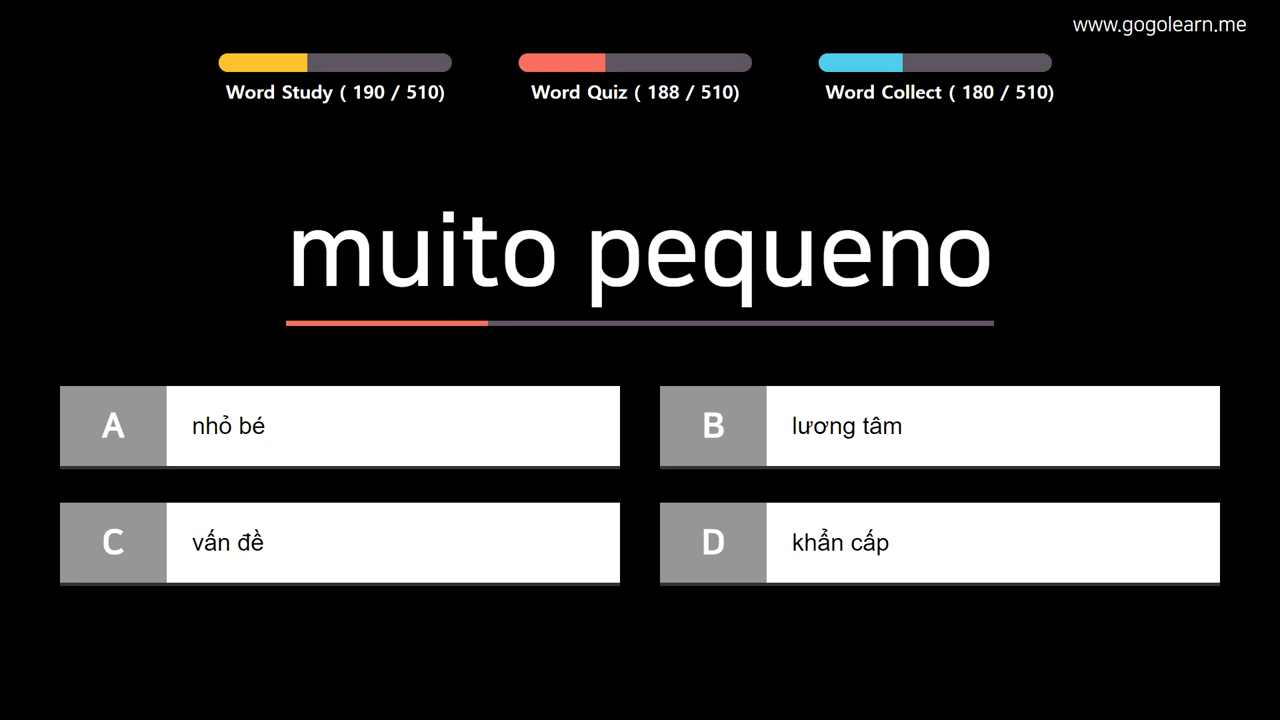 www.gogolearn.me
Word Study ( 190 / 510)
Word Quiz ( 188 / 510)
Word Collect ( 180 / 510)
muito pequeno
A
nhỏ bé
B
lương tâm
C
vấn đề
D
khẩn cấp